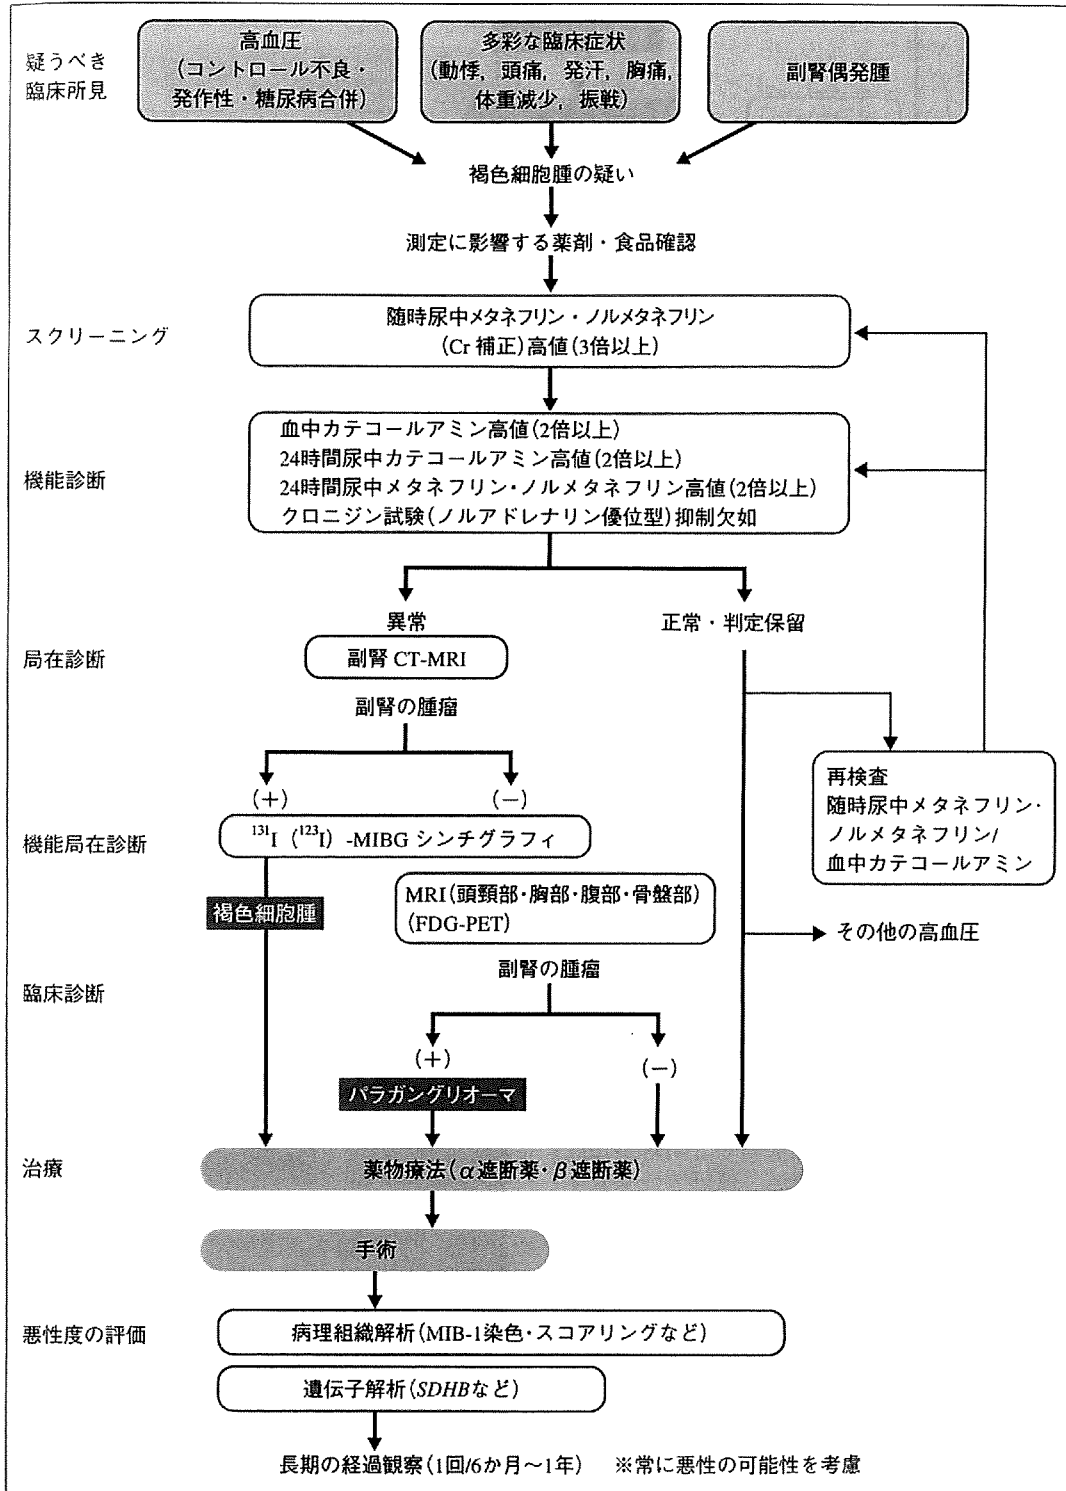 疑うべき
臨床所見
高血圧
(コントロール不良・
発作性・糖尿病合併)
多彩な臨床症状
(動悸,頭痛,発汗,胸痛,
体重減少,振戦)
副腎偶発腫
褐色細胞腫の疑い
測定に影響する薬剤・食品確認
スクリーニング
随時尿中メタネフリン・ノルメタネフリン
(Cr 補正)高値(3倍以上)
機能診断
血中カテコールアミン高値(2倍以上)
24時間尿中カテコールアミン高値(2倍以上)
24時間尿中メタネフリン・ノルメタネフリン高値(2倍以上)
クロニジン試験(ノルアドレナリン優位型)抑制欠如
異常
正常・判定保留
局在診断
副腎 CT-MRI
副腎の腫瘤
(+)
(−)
再検査
随時尿中メタネフリン・
ノルメタネフリン/
血中カテコールアミン
機能局在診断
¹³¹I (¹²³I) -MIBG シンチグラフィ
褐色細胞腫
MRI(頭頸部・胸部・腹部・骨盤部)
(FDG-PET)
その他の高血圧
副腎の腫瘤
臨床診断
(+)
(−)
パラガングリオーマ
治療
薬物療法(α遮断薬・β遮断薬)
手術
悪性度の評価
病理組織解析(MIB-1染色・スコアリングなど)
遺伝子解析(SDHBなど)
長期の経過観察(1回/6か月〜1年) ※常に悪性の可能性を考慮